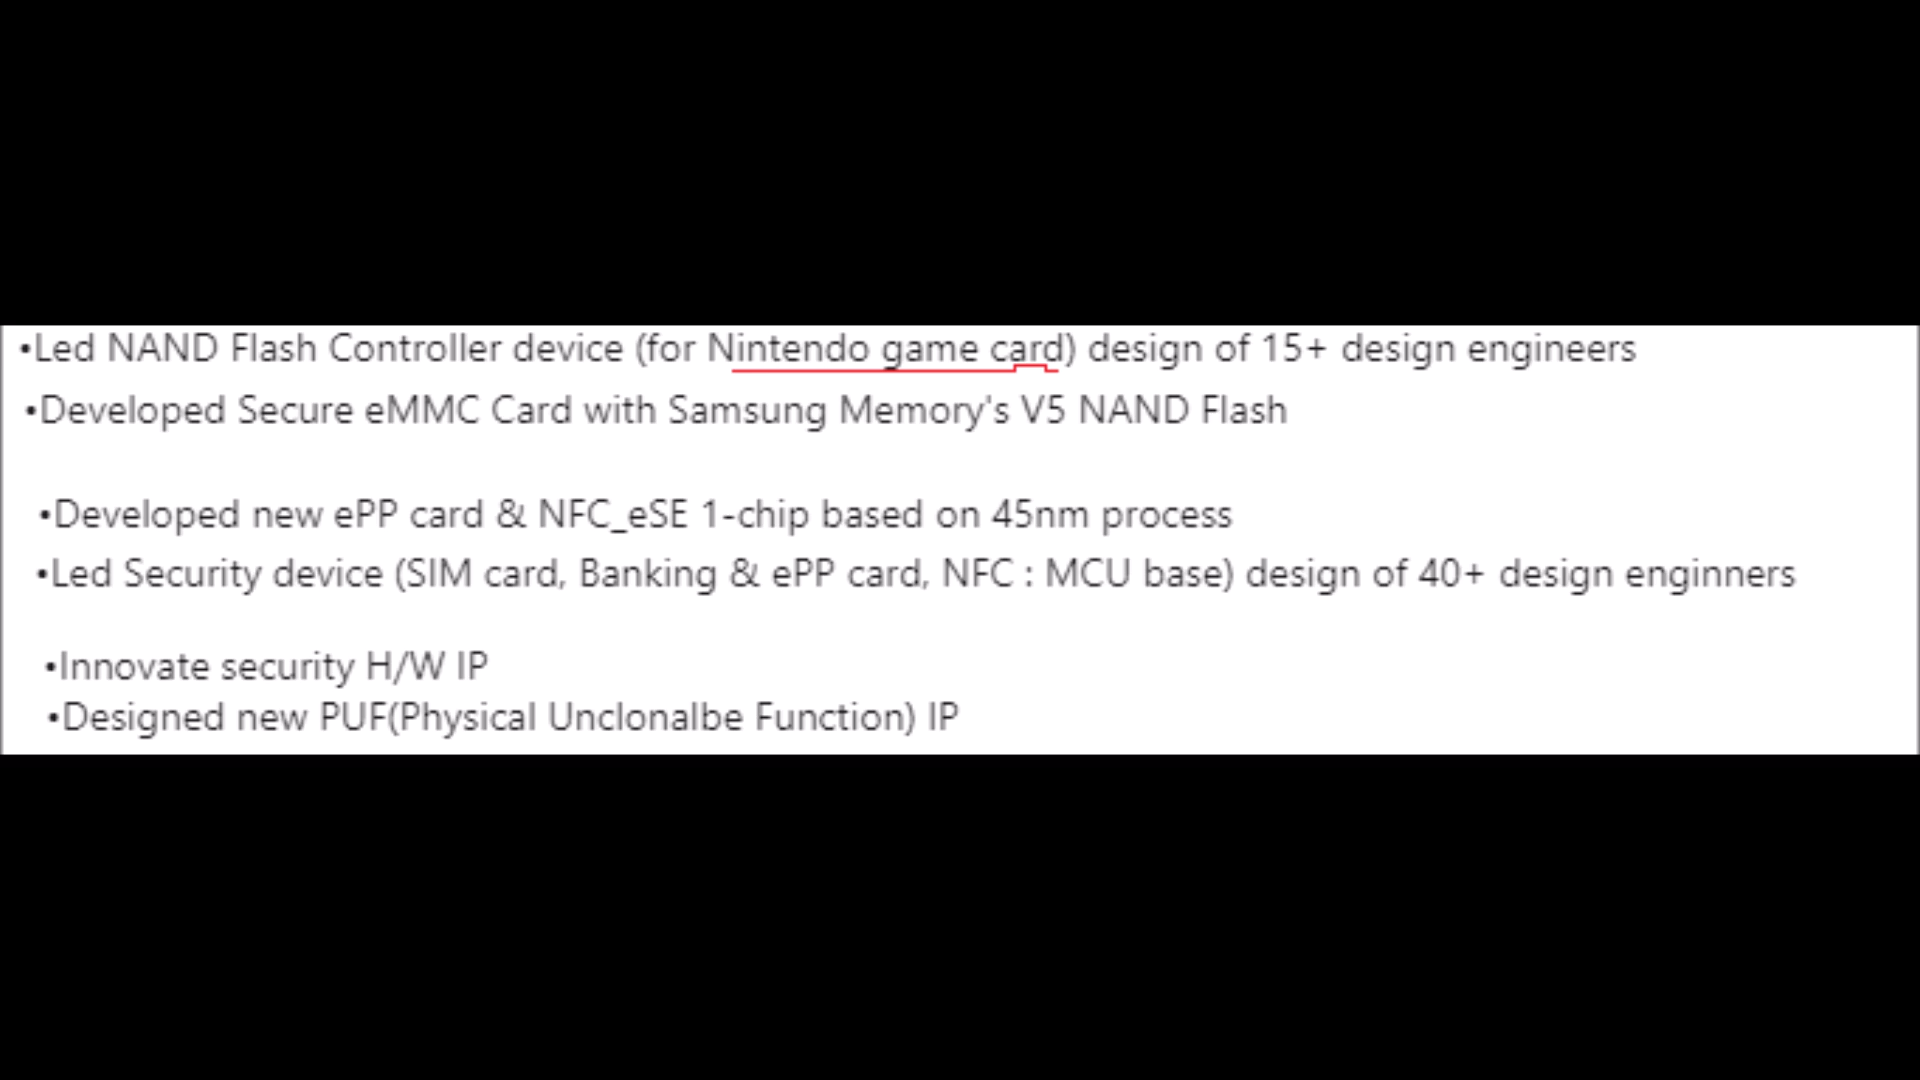 •Led NAND Flash Controller device (for Nintendo game card) design of 15+ design engineers
•Developed Secure eMMC Card with Samsung Memory's V5 NAND Flash
•Developed new ePP card & NFC_eSE 1-chip based on 45nm process
•Led Security device (SIM card, Banking & ePP card, NFC : MCU base) design of 40+ design enginners
•Innovate security H/W IP
•Designed new PUF(Physical Unclonalbe Function) IP